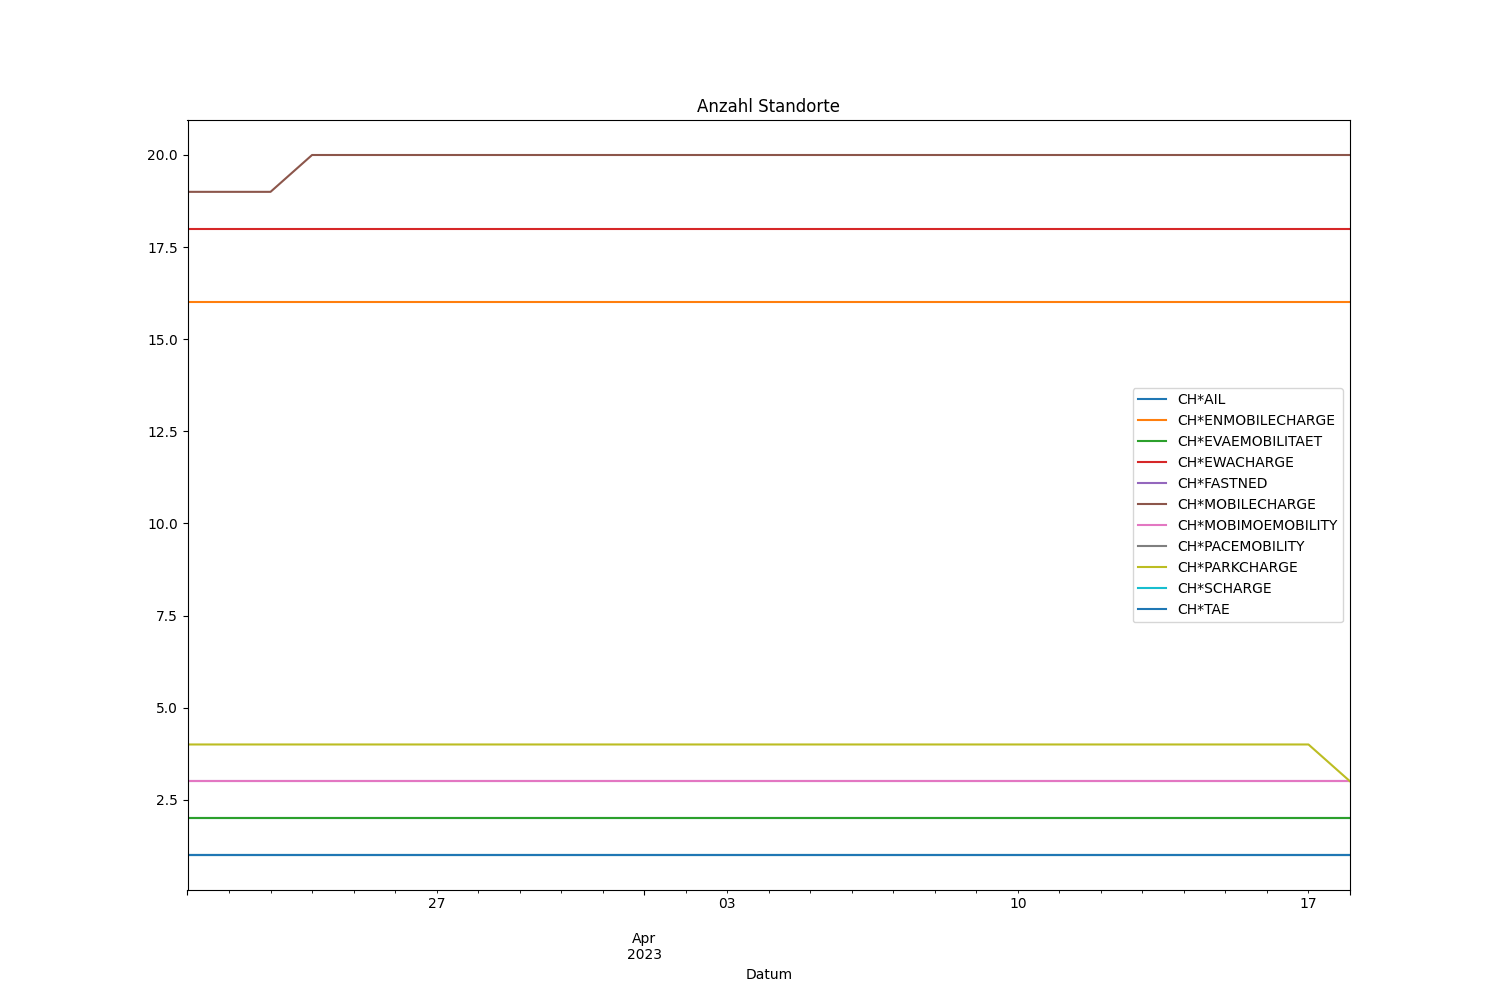 Anzahl Standorte
20.0
17.5
15.0
12.5
10.0
7.5
5.0
2.5
CH*AIL
CH*ENMOBILECHARGE
CH*EVAEMOBILITAET
CH*EWACHARGE
CH*FASTNED
CH*MOBILECHARGE
CH*MOBIMOEMOBILITY
CH*PACEMOBILITY
CH*PARKCHARGE
CH*SCHARGE
CH*TAE
27 03 10 17
Apr
2023
Datum